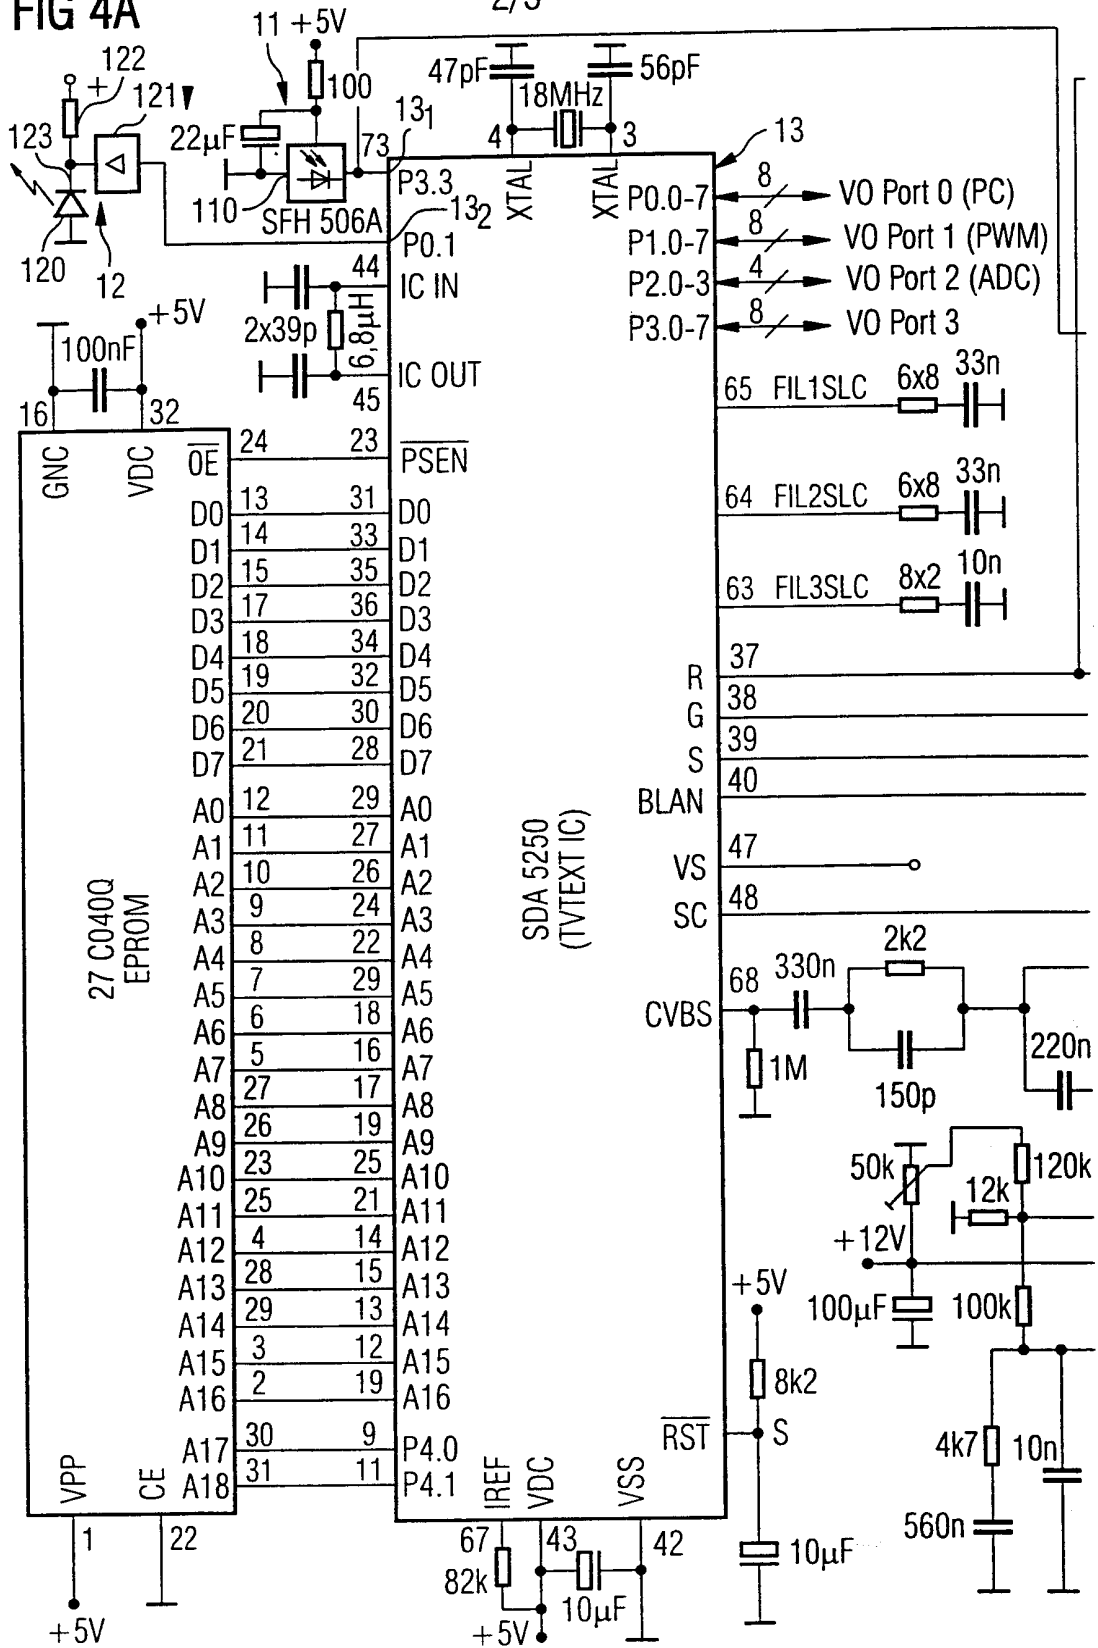 FIG 4A
2/3
11 +5V
122
+
121
100
47pF
56pF
18MHz
123
22µF
73
13₁
4
3
13
110
SFH 506A
P3.3
XTAL
XTAL
P0.0-7 8 VO Port 0 (PC)
13₂
P0.1
P1.0-7 8 VO Port 1 (PWM)
120
12
44
IC IN
P2.0-3 4 VO Port 2 (ADC)
+5V
2x39p
6,8µH
P3.0-7 8 VO Port 3
100nF
IC OUT
45
65 FIL1SLC 6x8 33n
16
32
GNC
VDC
OE 24 23 PSEN
64 FIL2SLC 6x8 33n
D0 13 31 D0
D1 14 33 D1
D2 15 35 D2
63 FIL3SLC 8x2 10n
D3 17 36 D3
D4 18 34 D4
R 37
D5 19 32 D5
G 38
D6 20 30 D6
S 39
D7 21 28 D7
BLAN 40
A0 12 29 A0
A1 11 27 A1
VS 47
A2 10 26 A2
SC 48
A3 9 24 A3
27 C040Q
EPROM
SDA 5250
(TVTEXT IC)
A4 8 22 A4
2k2
A5 7 29 A5
CVBS 68 330n
A6 6 18 A6
A7 5 16 A7
1M
150p
220n
A8 27 17 A8
A9 26 19 A9
A10 23 25 A10
50k
120k
A11 25 21 A11
12k
A12 4 14 A12
+12V
A13 28 15 A13
+5V
A14 29 13 A14
100µF
100k
A15 3 12 A15
A16 2 19 A16
8k2
RST S
A17 30 9 P4.0
4k7
10n
A18 31 11 P4.1
VPP
CE
IREF
VDC
VSS
1
22
67
43
42
560n
10µF
82k
10µF
+5V
+5V